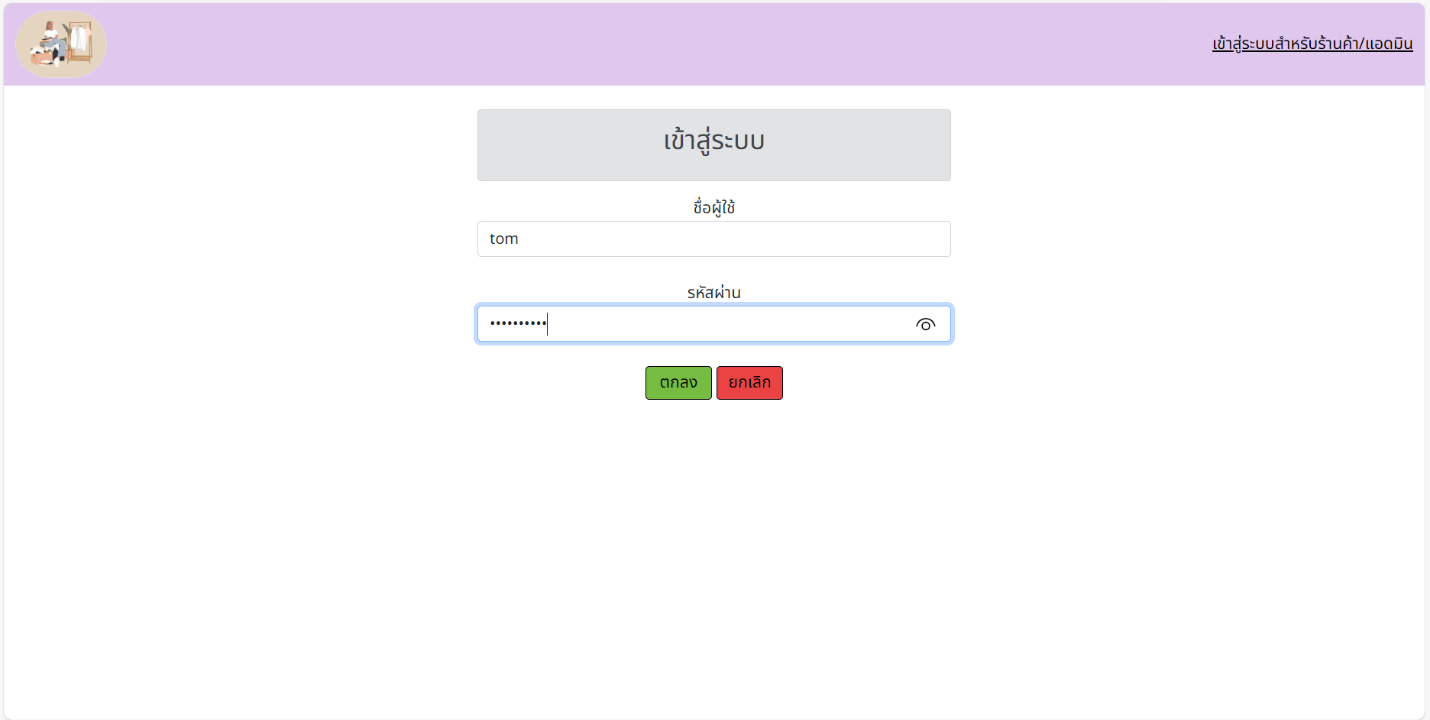 เข้าสู่ระบบสำหรับร้านค้า/แอดมิน
เข้าสู่ระบบ
ชื่อผู้ใช้
tom
รหัสผ่าน
••••••••••
ตกลง ยกเลิก